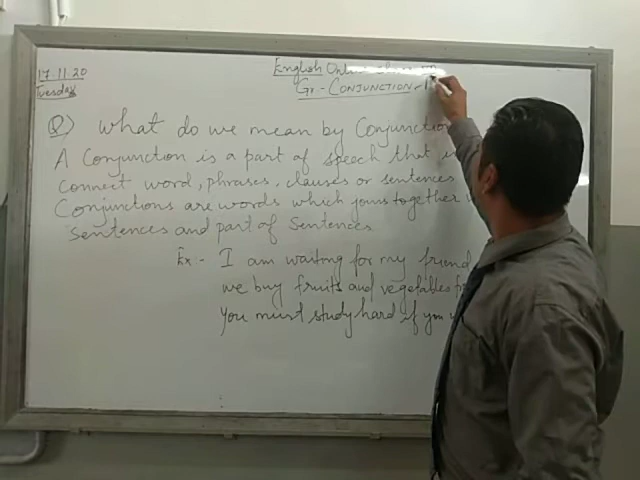 17.11.20
Tuesday
English Online class
Gr - CONJUNCTION
Q) What do we mean by Conjunction
A Conjunction is a part of speech that
Connect word, phrases, clauses or sentences
Conjunctions are words which joins together
Sentences and part of Sentences
Ex :- I am waiting for my friend
we buy fruits and vegetables
You must study hard if you